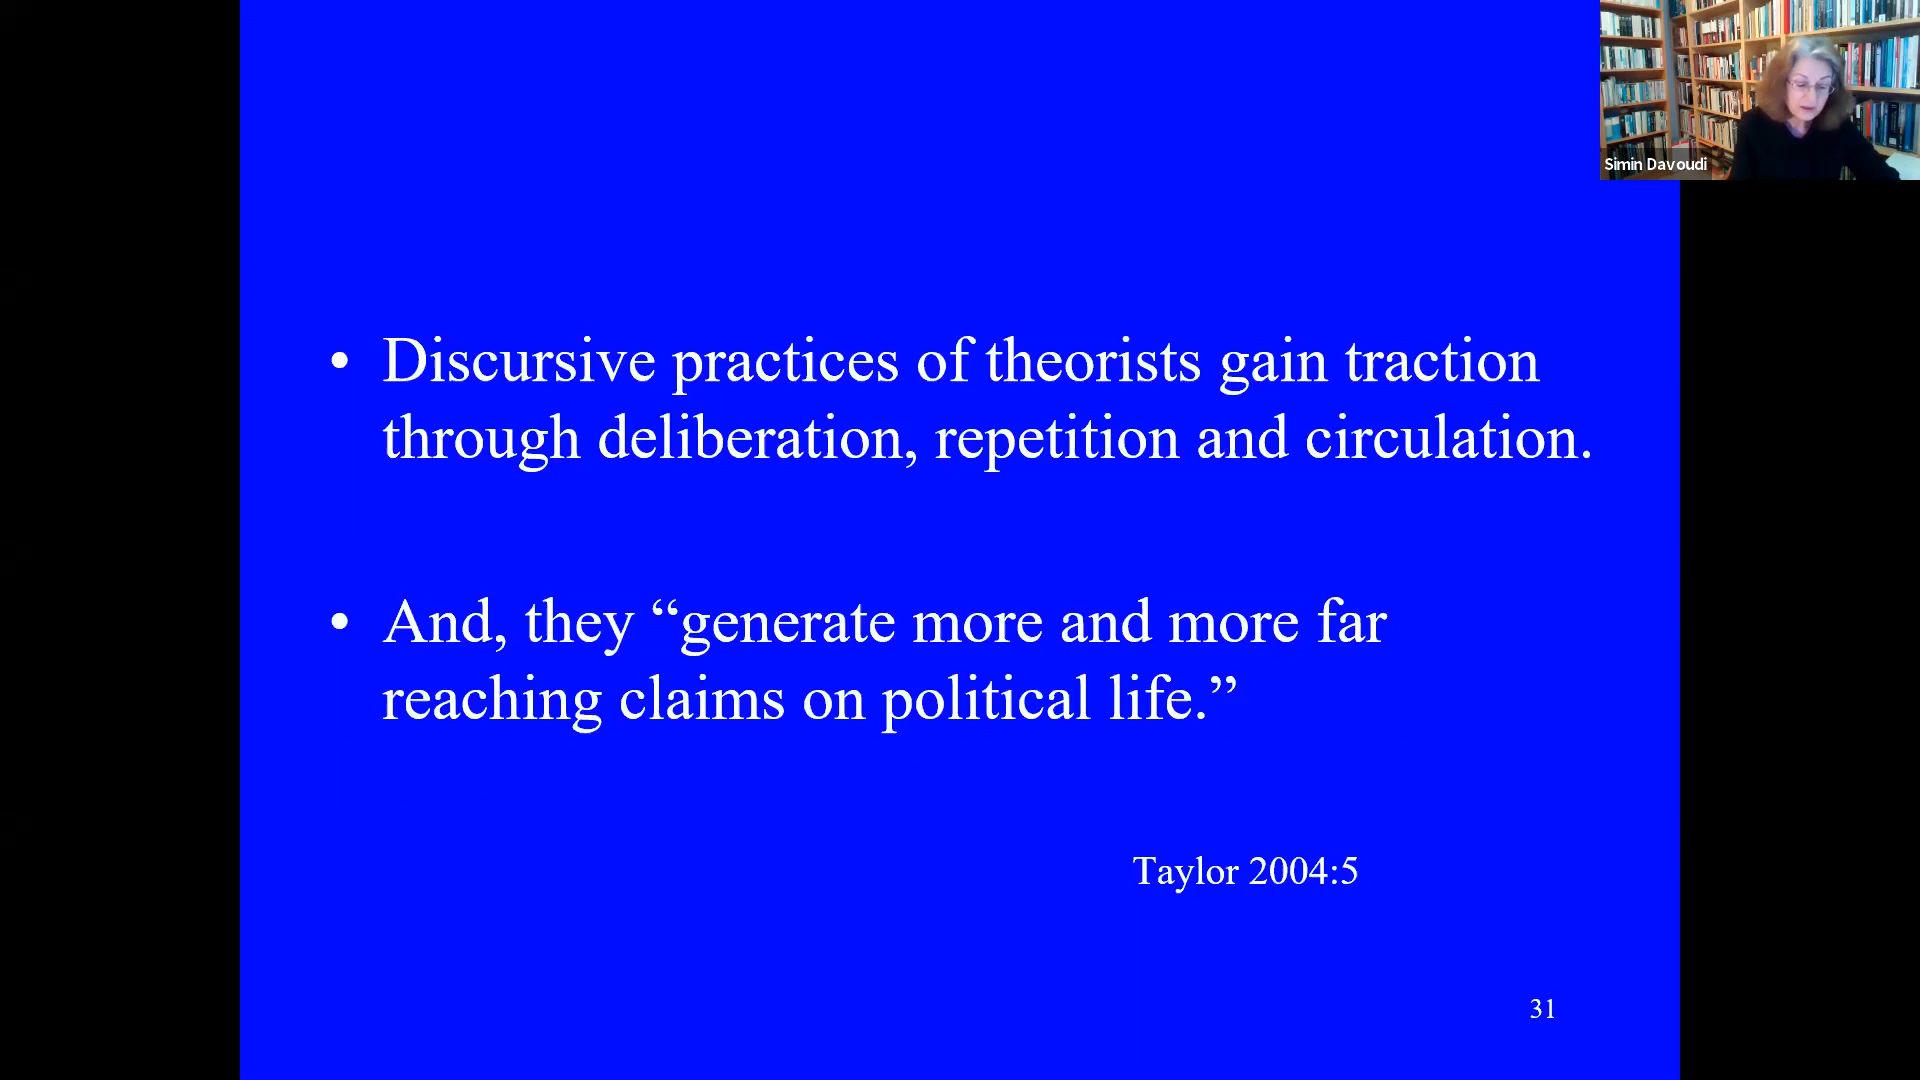 Simin Davoudi
• Discursive practices of theorists gain traction
through deliberation, repetition and circulation.
• And, they “generate more and more far
reaching claims on political life.”
Taylor 2004:5
31